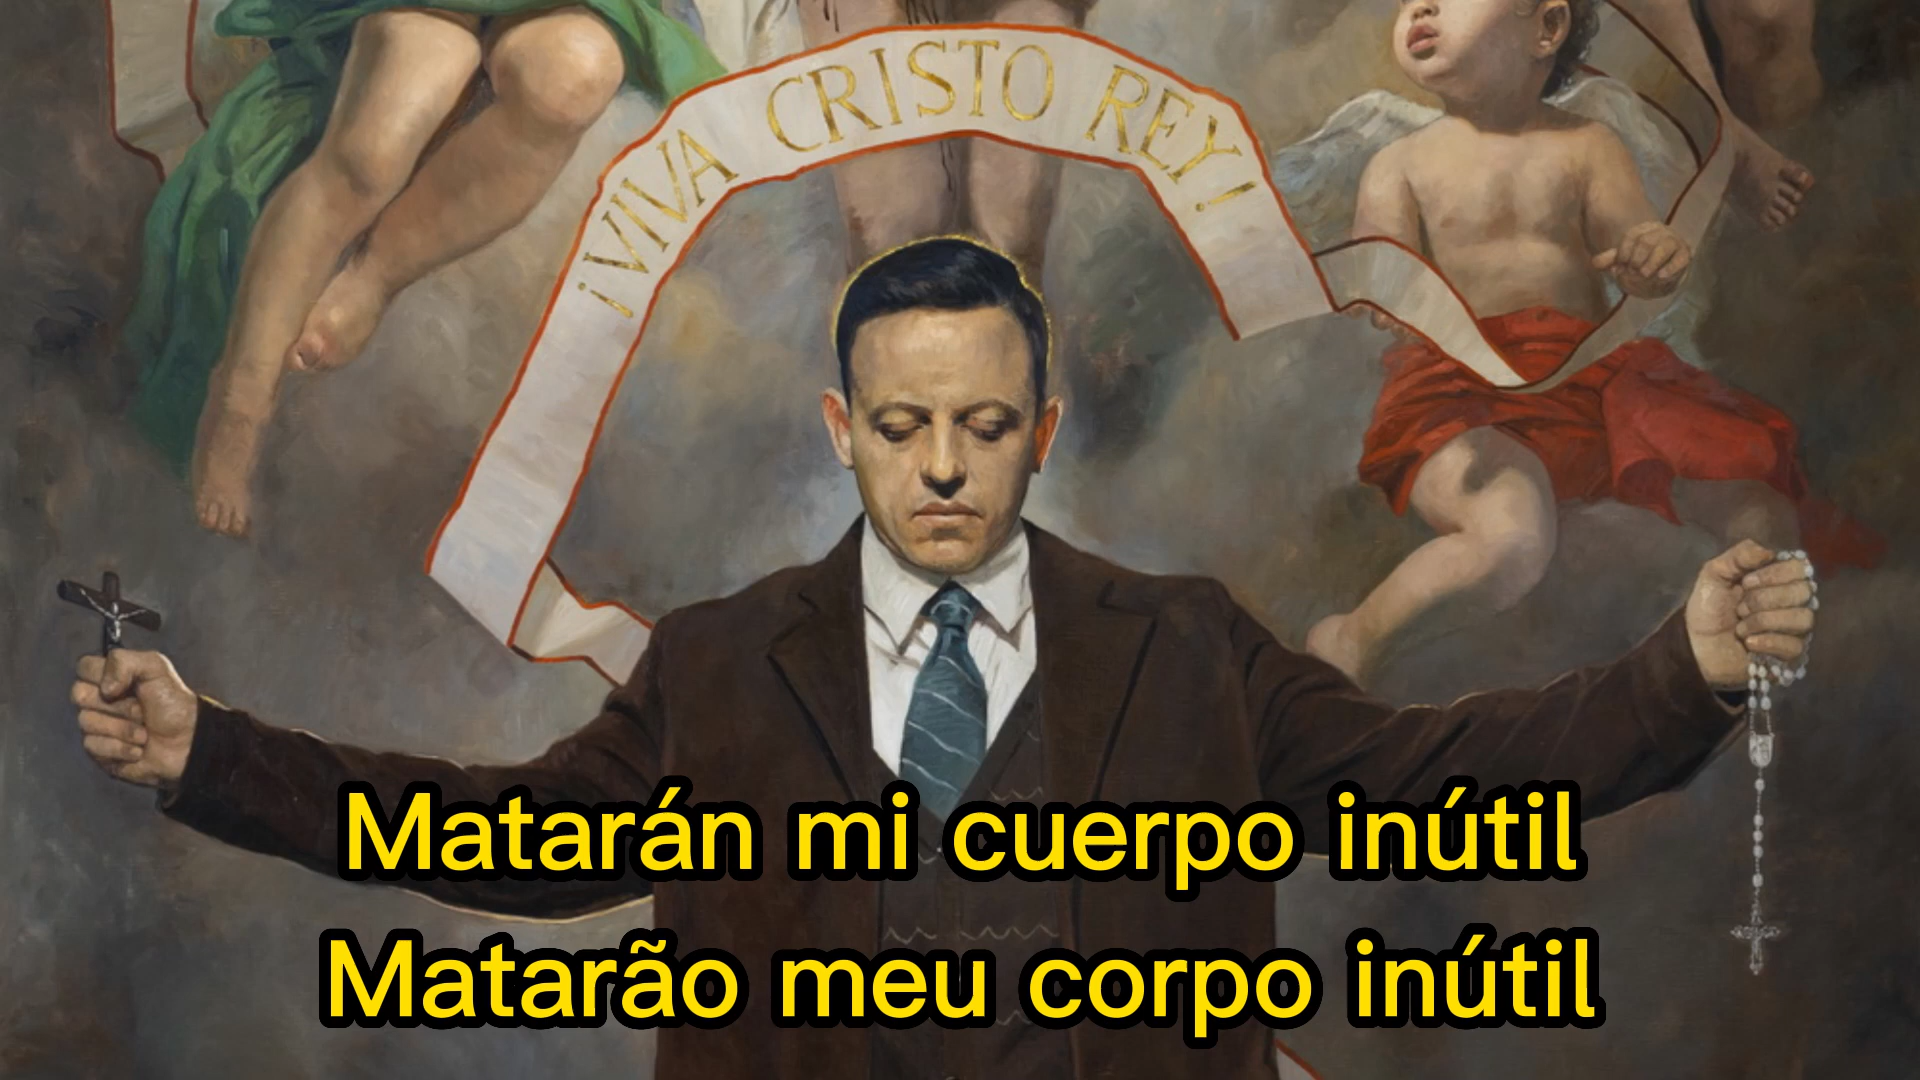 ¡VIVA CRISTO REY!
Matarán mi cuerpo inútil
Matarão meu corpo inútil